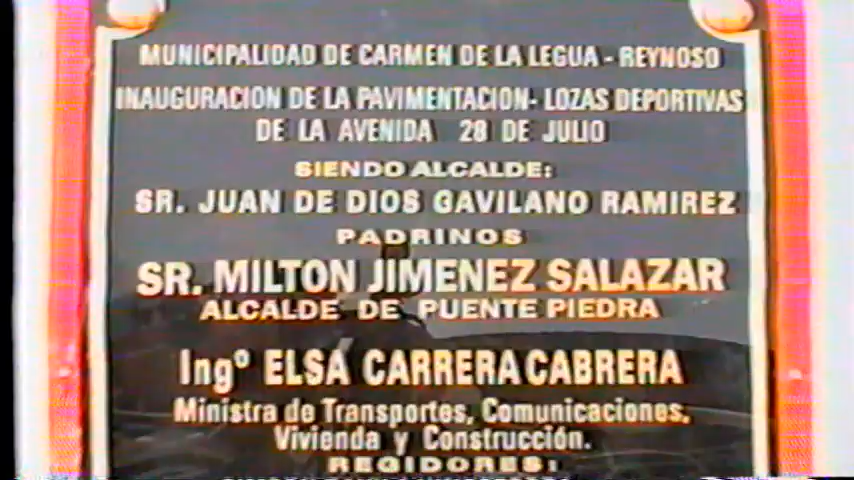 MUNICIPALIDAD DE CARMEN DE LA LEGUA - REYNOSO
INAUGURACION DE LA PAVIMENTACION- LOZAS DEPORTIVAS
DE LA AVENIDA 28 DE JULIO
SIENDO ALCALDE:
SR. JUAN DE DIOS GAVILANO RAMIREZ
PADRINOS
SR. MILTON JIMENEZ SALAZAR
ALCALDE DE PUENTE PIEDRA
Ingº ELSA CARRERA CABRERA
Ministra de Transportes, Comunicaciones,
Vivienda y Construcción.
REGIDORES: